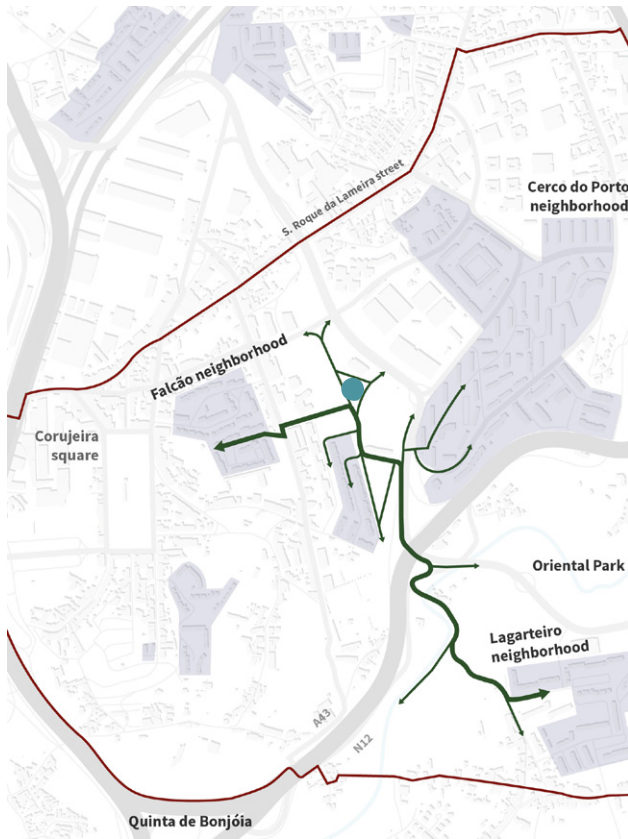 Cerco do Porto
neighborhood
S. Roque da Lameira street
Falcão neighborhood
Corujeira
square
Oriental Park
Lagarteiro
neighborhood
A43
N12
Quinta de Bonjóia